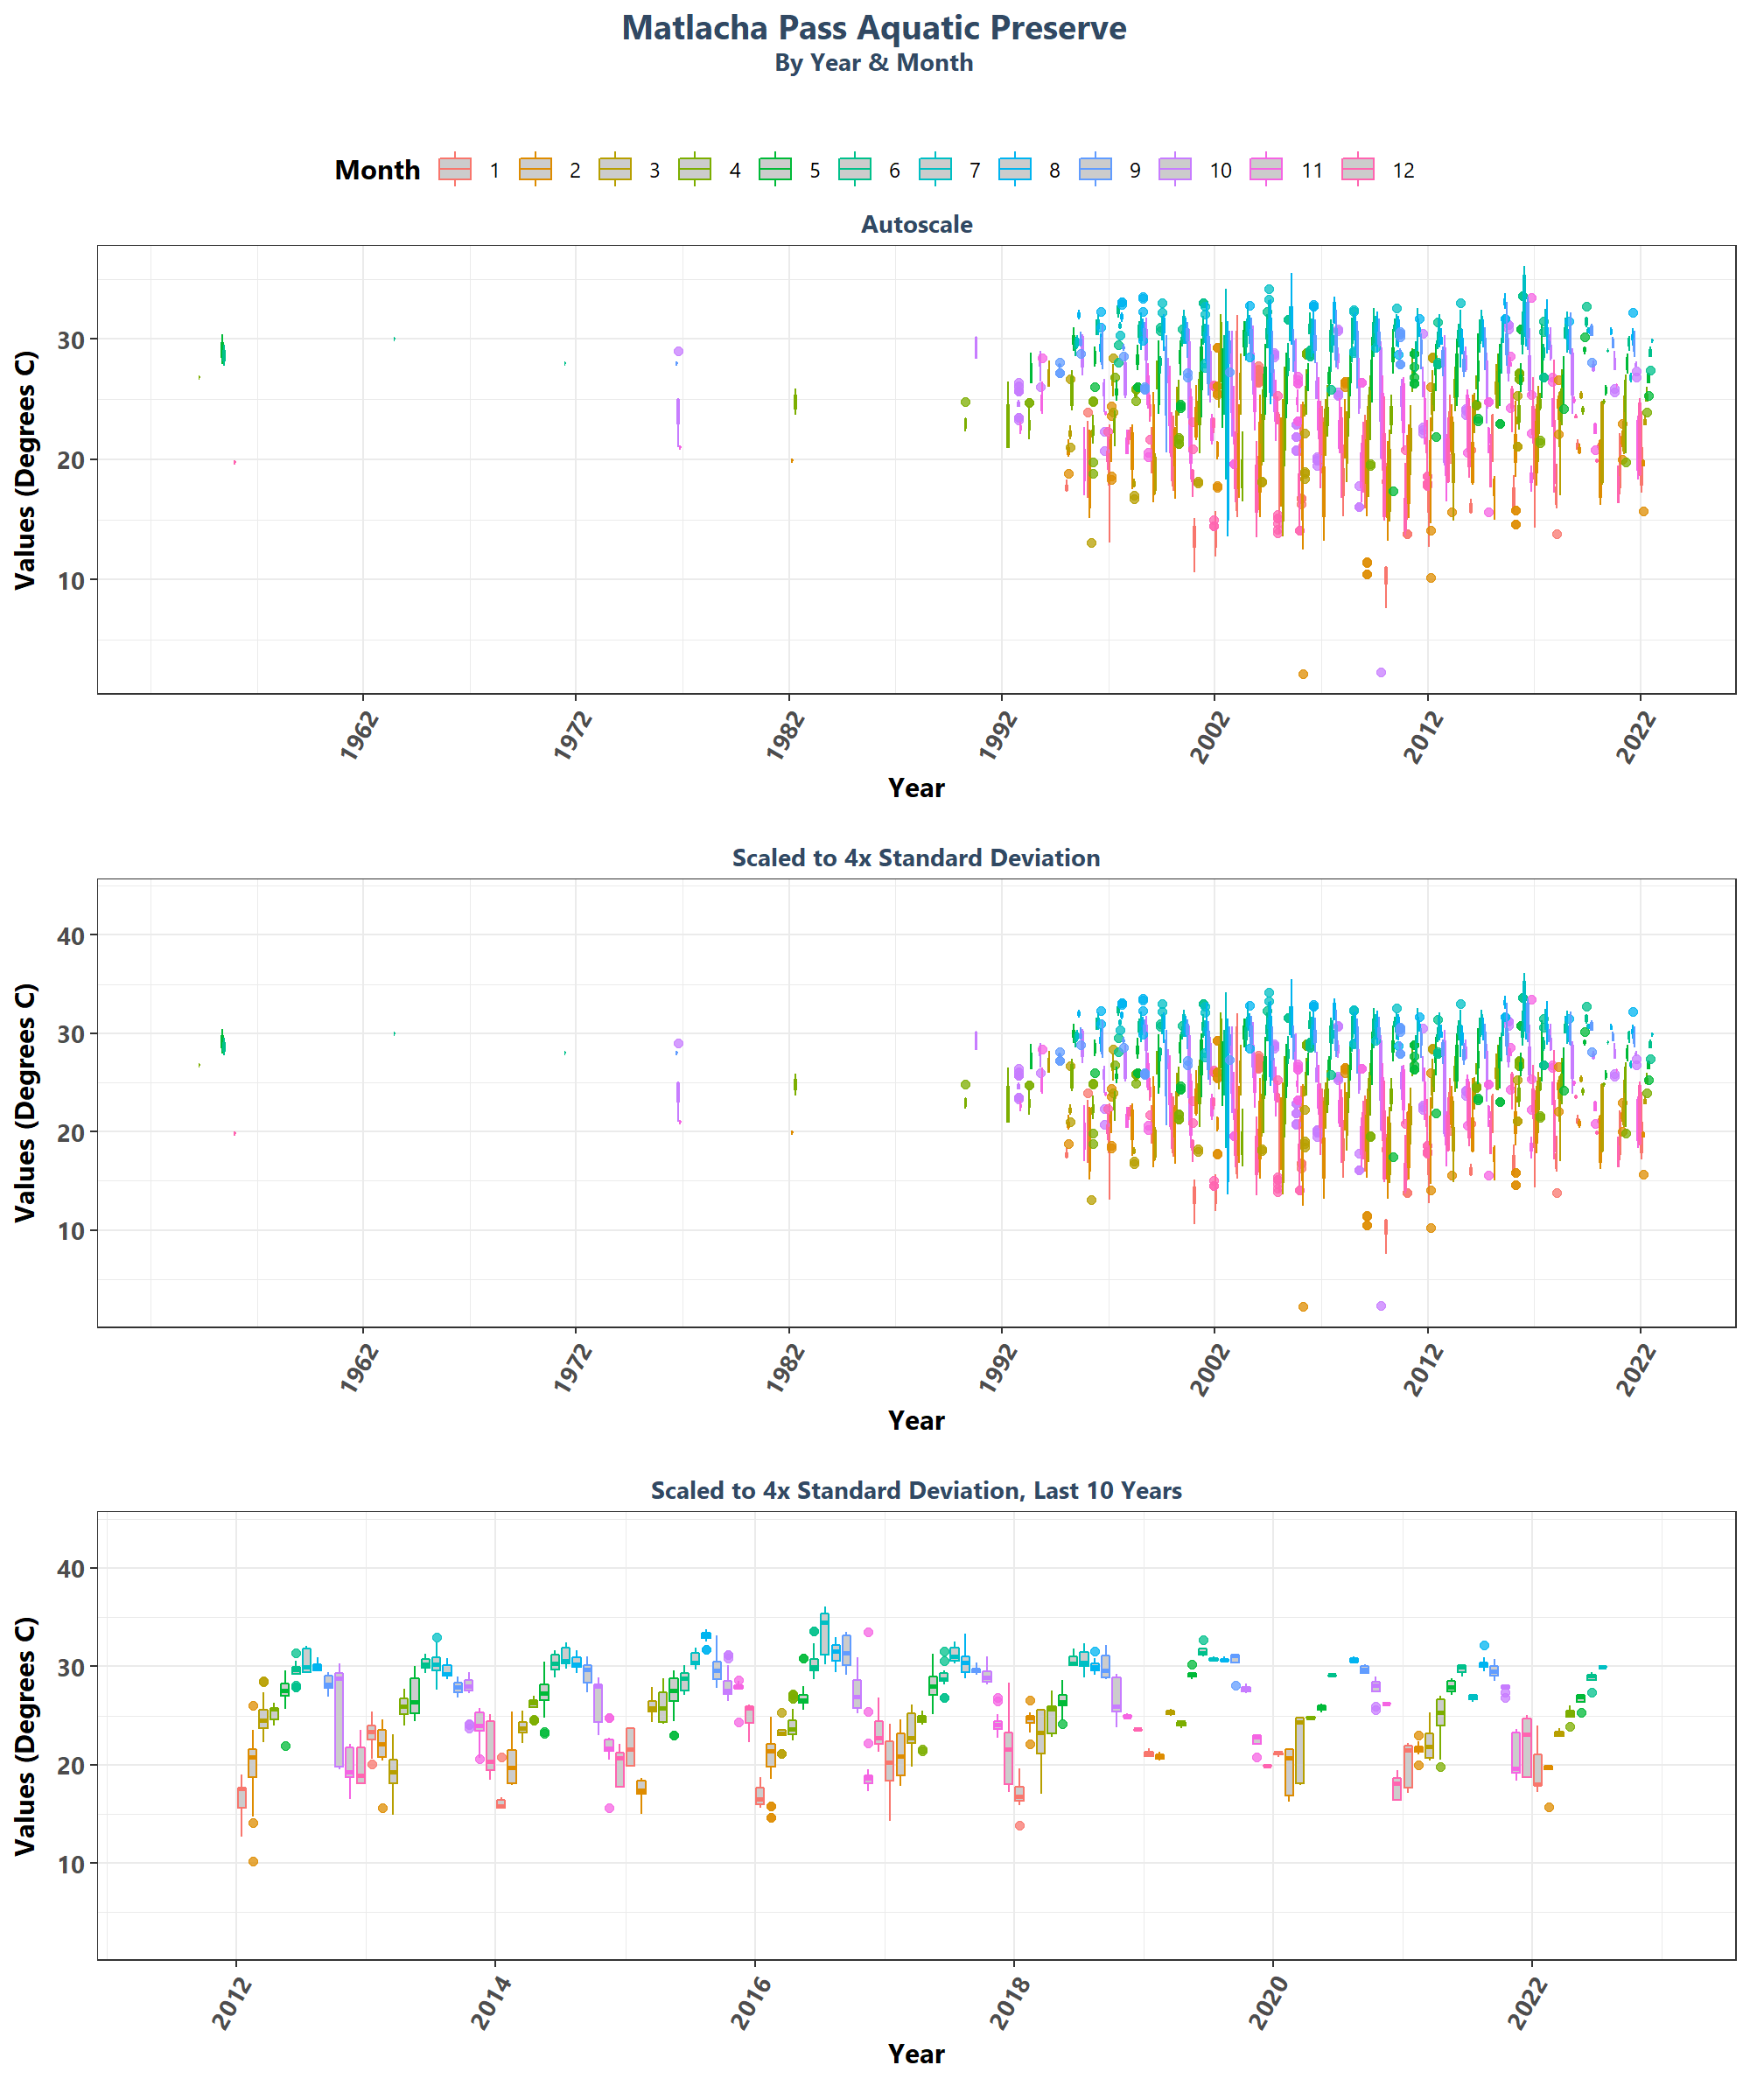 Matlacha Pass Aquatic Preserve
By Year & Month
Month 1 2 3 4 5 6 7 8 9 10 11 12
Autoscale
Values (Degrees C)
30
20
10
1962 1972 1982 1992 2002 2012 2022
Year
Scaled to 4x Standard Deviation
Values (Degrees C)
40
30
20
10
1962 1972 1982 1992 2002 2012 2022
Year
Scaled to 4x Standard Deviation, Last 10 Years
Values (Degrees C)
40
30
20
10
2012 2014 2016 2018 2020 2022
Year